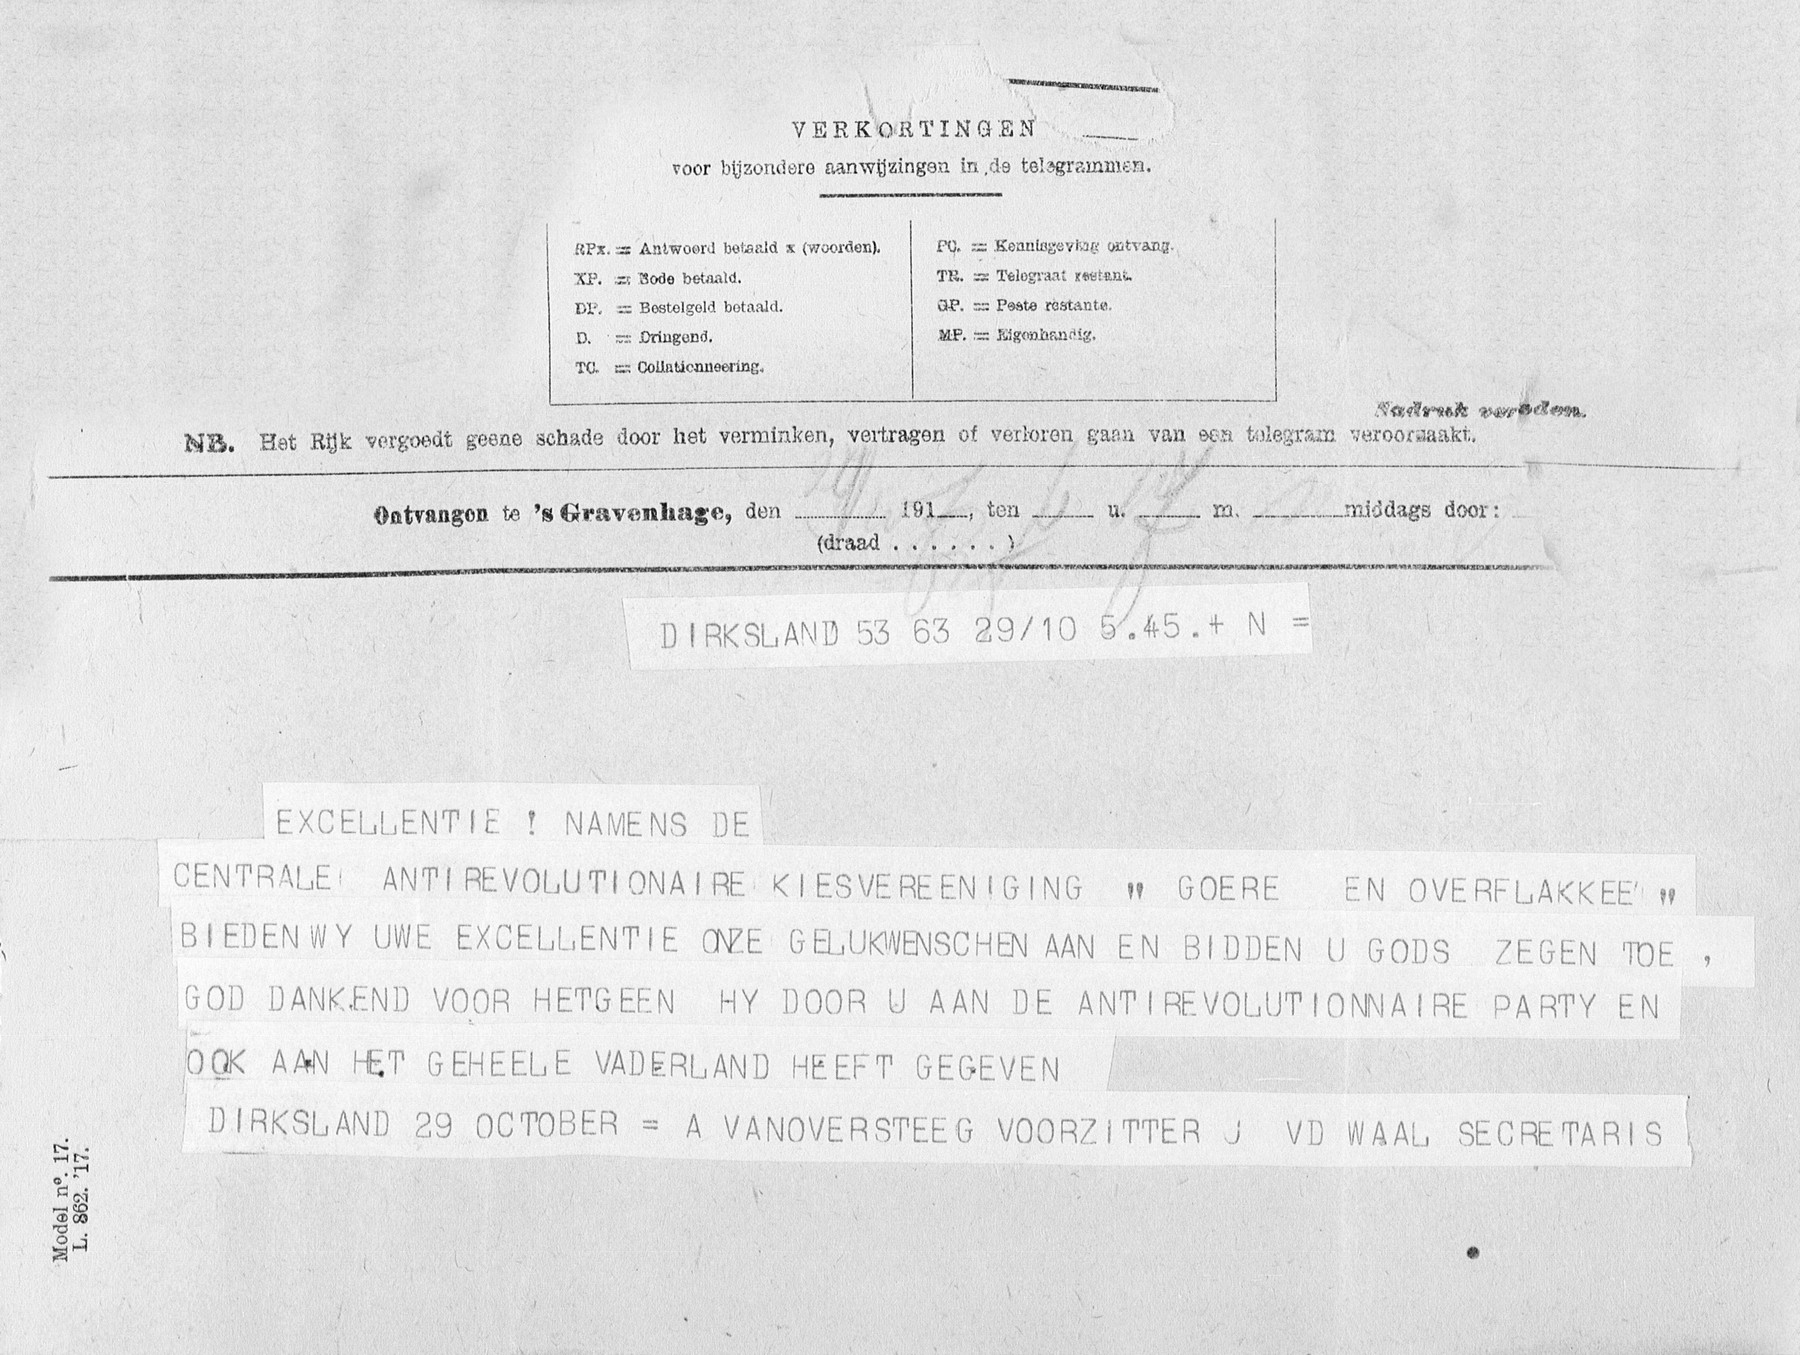 VERKORTINGEN
voor bijzondere aanwijzingen in de telegrammen.
RPx. = Antwoord betaald x (woorden).
XP. = Bode betaald.
DP. = Bestelgeld betaald.
D. = Dringend.
TC. = Collationneering.
PC. = Kennisgeving ontvang.
TR. = Telegraaf restant.
GP. = Poste restante.
MP. = Eigenhandig.
Nadruk verboden.
NB. Het Rijk vergoedt geene schade door het verminken, vertragen of verloren gaan van een telegram veroorzaakt.
Ontvangen te 's Gravenhage, den 191 , ten u. m. middags door:
(draad . . . . . . )
DIRKSLAND 53 63 29/10 5.45.+ N =
EXCELLENTIE ! NAMENS DE
CENTRALE ANTIREVOLUTIONAIRE KIESVEREENIGING " GOERE EN OVERFLAKKEE "
BIEDEN WY UWE EXCELLENTIE ONZE GELUKWENSCHEN AAN EN BIDDEN U GODS ZEGEN TOE ,
GOD DANKEND VOOR HETGEEN HY DOOR U AAN DE ANTIREVOLUTIONNAIRE PARTY EN
OOK AAN HET GEHEELE VADERLAND HEEFT GEGEVEN
DIRKSLAND 29 OCTOBER = A VANOVERSTEEG VOORZITTER J VD WAAL SECRETARIS
Model nº. 17.
L. 862. '17.